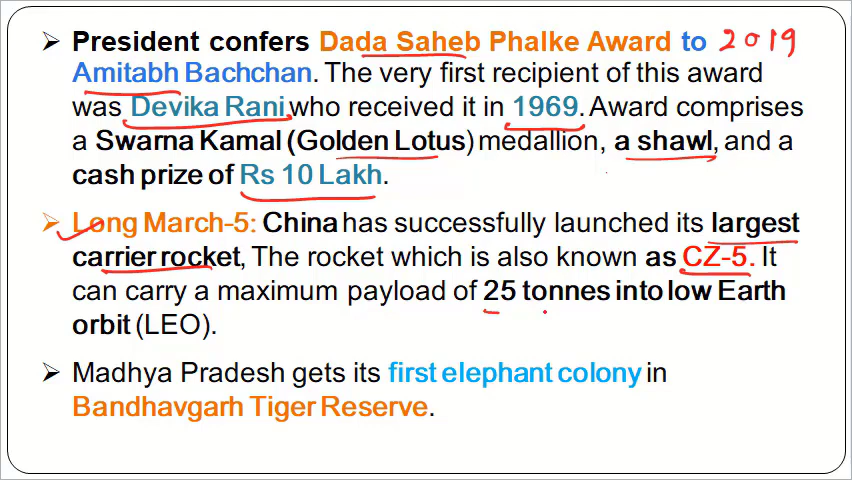 ➢ President confers Dada Saheb Phalke Award to 2019
Amitabh Bachchan. The very first recipient of this award
was Devika Rani who received it in 1969. Award comprises
a Swarna Kamal (Golden Lotus) medallion, a shawl, and a
cash prize of Rs 10 Lakh.
➢ Long March-5: China has successfully launched its largest
carrier rocket, The rocket which is also known as CZ-5. It
can carry a maximum payload of 25 tonnes into low Earth
orbit (LEO).
➢ Madhya Pradesh gets its first elephant colony in
Bandhavgarh Tiger Reserve.